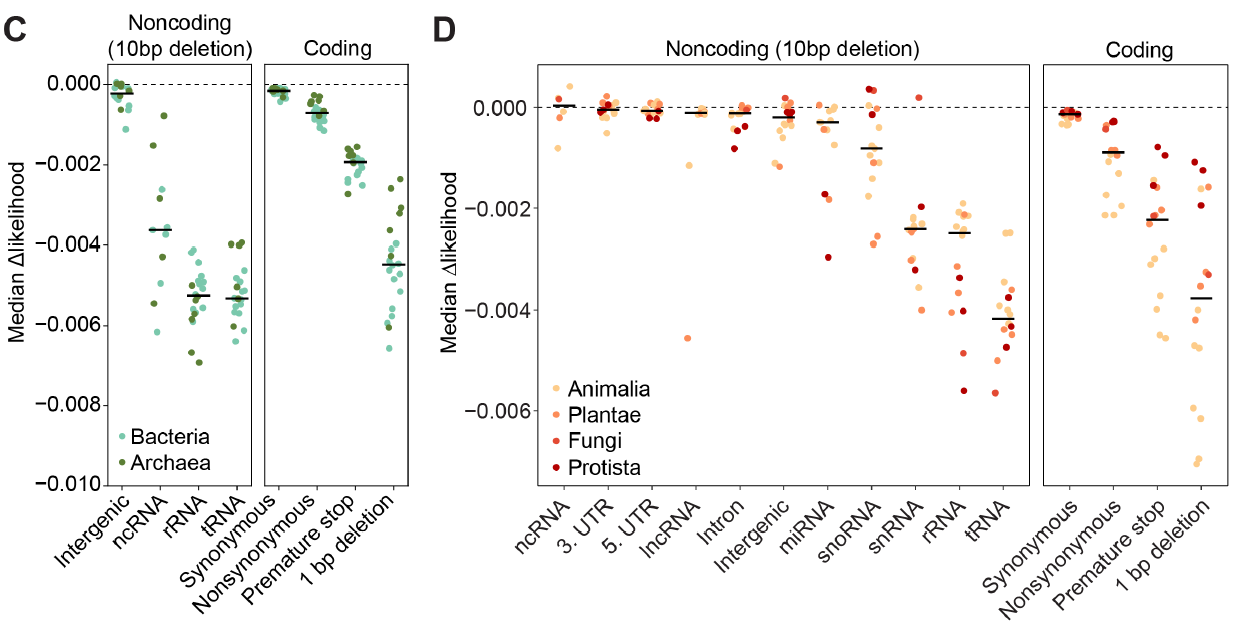 C
Noncoding
(10bp deletion)
Coding
Median Δlikelihood
0.000
−0.002
−0.004
−0.006
−0.008
−0.010
Bacteria
Archaea
Intergenic
ncRNA
rRNA
tRNA
Synonymous
Nonsynonymous
Premature stop
1 bp deletion
D
Noncoding (10bp deletion)
Coding
Median Δlikelihood
0.000
−0.002
−0.004
−0.006
Animalia
Plantae
Fungi
Protista
ncRNA
3. UTR
5. UTR
lncRNA
Intron
Intergenic
miRNA
snoRNA
snRNA
rRNA
tRNA
Synonymous
Nonsynonymous
Premature stop
1 bp deletion